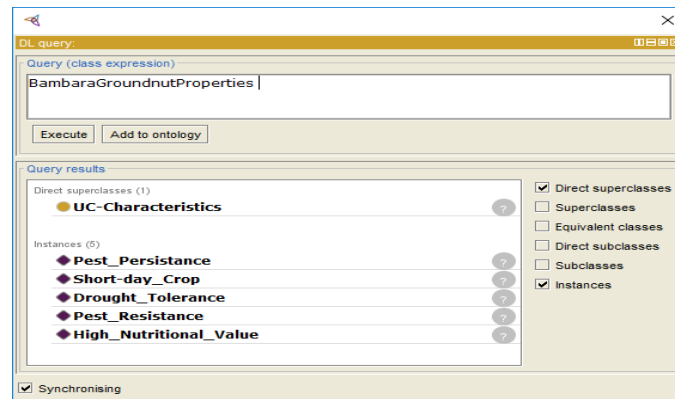 DL query:
Query (class expression)
BambaraGroundnutProperties
Execute
Add to ontology
Query results
Direct superclasses (1)
UC-Characteristics
?
Instances (5)
Pest_Persistance
?
Short-day_Crop
?
Drought_Tolerance
?
Pest_Resistance
?
High_Nutritional_Value
?
Direct superclasses
Superclasses
Equivalent classes
Direct subclasses
Subclasses
Instances
Synchronising